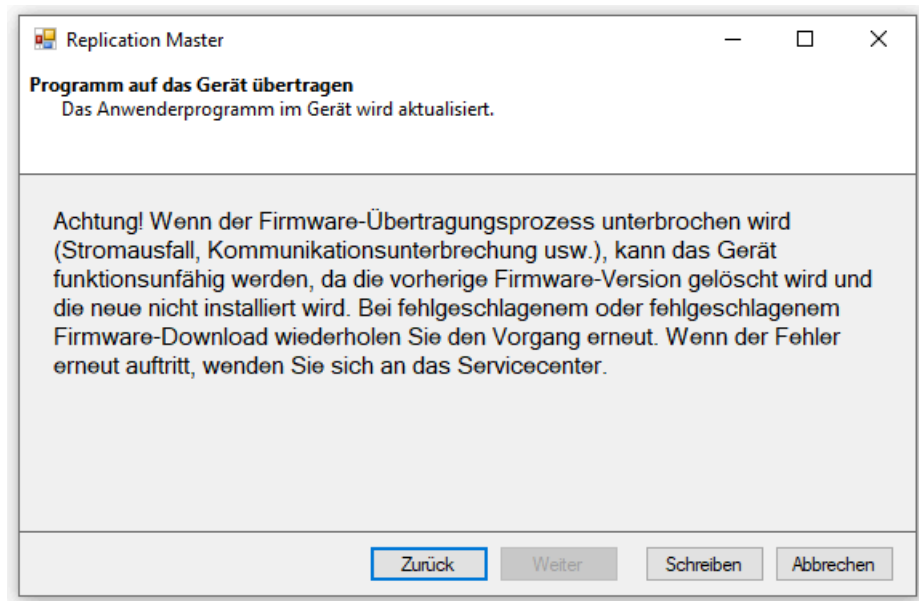 Replication Master
Programm auf das Gerät übertragen
Das Anwenderprogramm im Gerät wird aktualisiert.
Achtung! Wenn der Firmware-Übertragungsprozess unterbrochen wird
(Stromausfall, Kommunikationsunterbrechung usw.), kann das Gerät
funktionsunfähig werden, da die vorherige Firmware-Version gelöscht wird und
die neue nicht installiert wird. Bei fehlgeschlagenem oder fehlgeschlagenem
Firmware-Download wiederholen Sie den Vorgang erneut. Wenn der Fehler
erneut auftritt, wenden Sie sich an das Servicecenter.
Zurück Weiter Schreiben Abbrechen